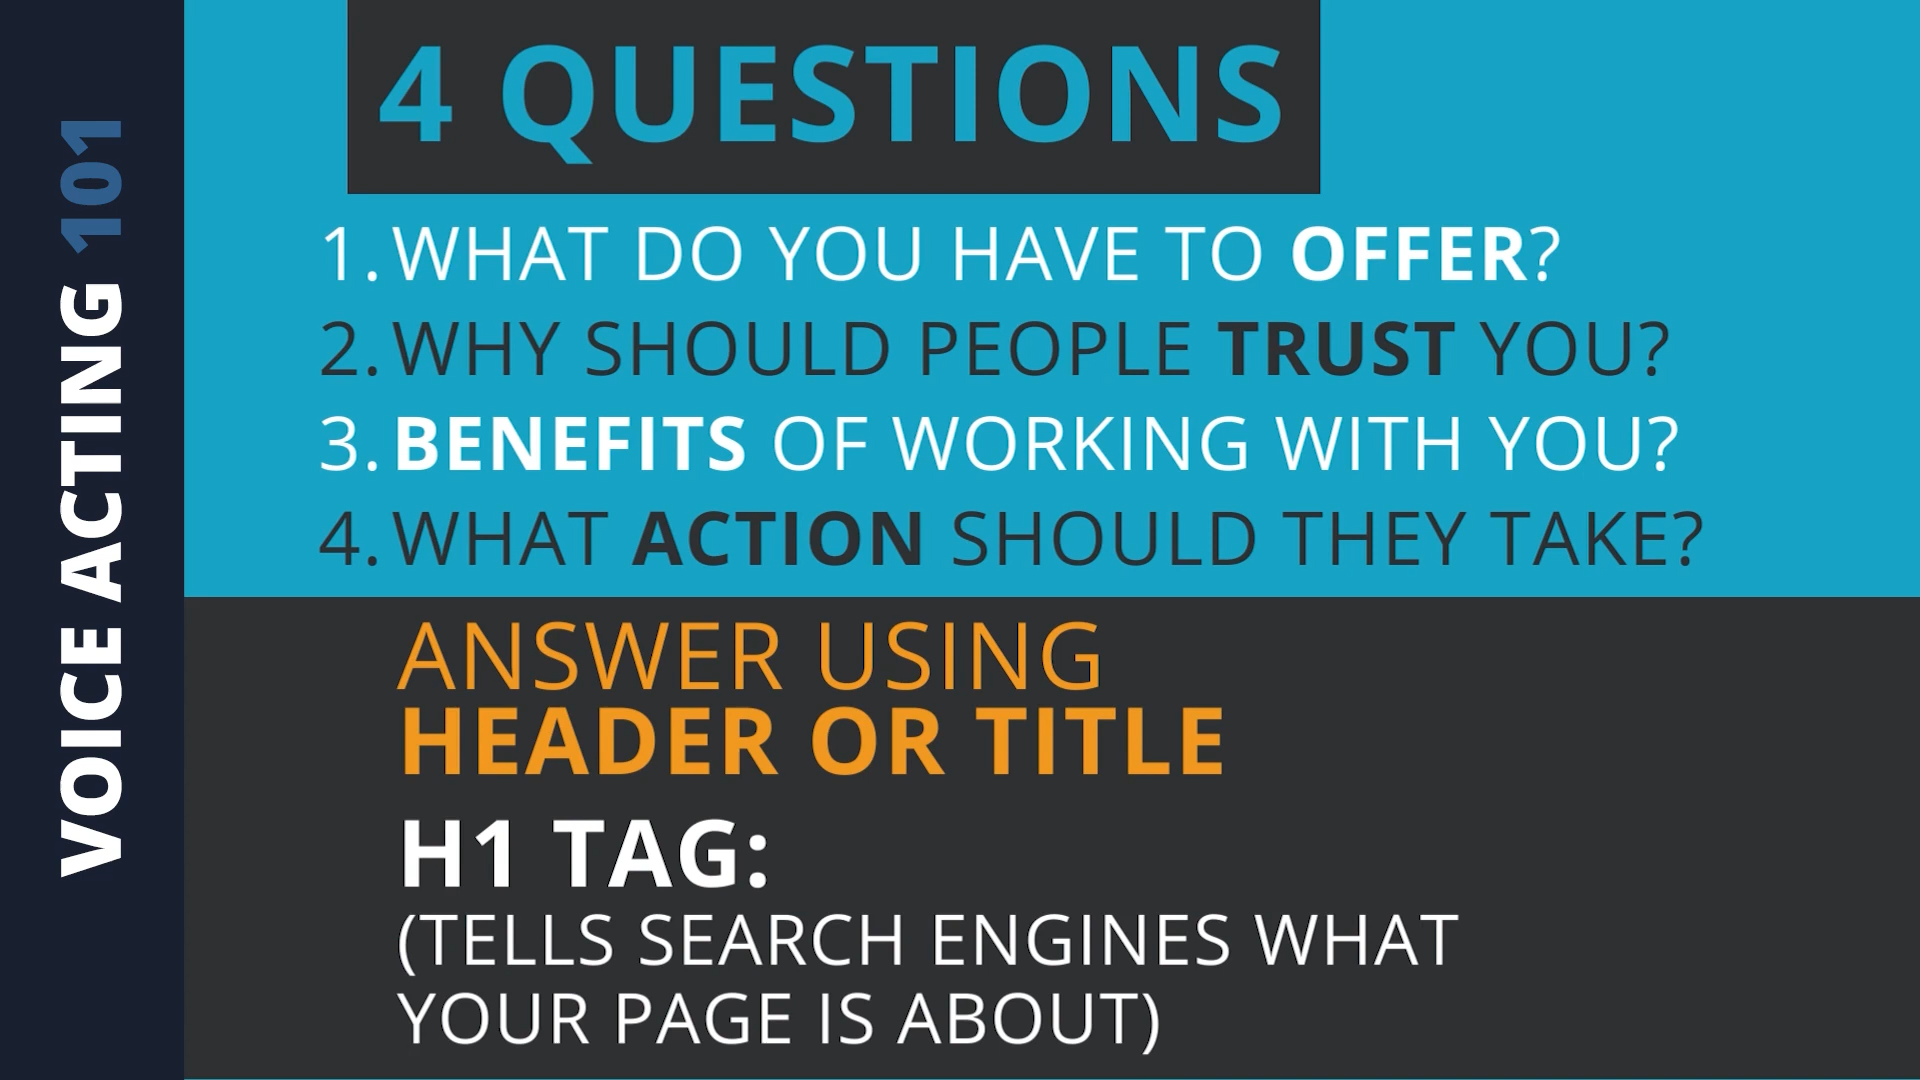 VOICE ACTING 101
4 QUESTIONS
1. WHAT DO YOU HAVE TO OFFER?
2. WHY SHOULD PEOPLE TRUST YOU?
3. BENEFITS OF WORKING WITH YOU?
4. WHAT ACTION SHOULD THEY TAKE?
ANSWER USING
HEADER OR TITLE
H1 TAG:
(TELLS SEARCH ENGINES WHAT
YOUR PAGE IS ABOUT)